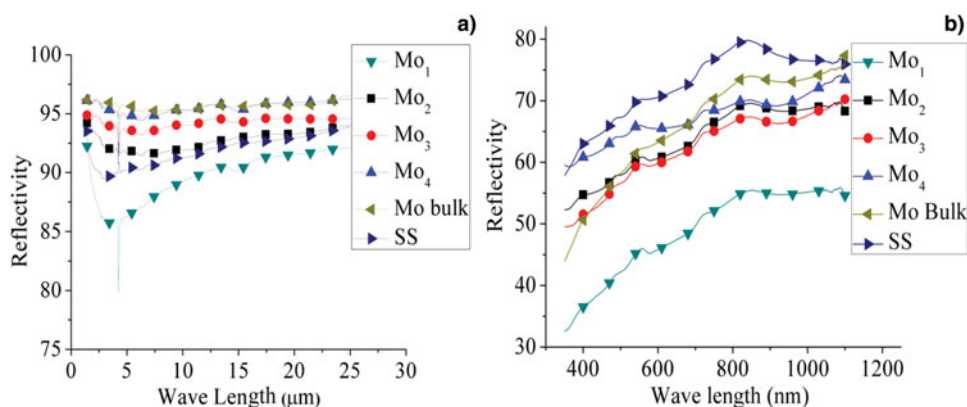 a)
100
95
90
85
80
75
Reflectivity
0 5 10 15 20 25 30
Wave Length (µm)
Mo₁
Mo₂
Mo₃
Mo₄
Mo bulk
SS
b)
80
70
60
50
40
30
Reflectivity
400 600 800 1000 1200
Wave length (nm)
Mo₁
Mo₂
Mo₃
Mo₄
Mo Bulk
SS